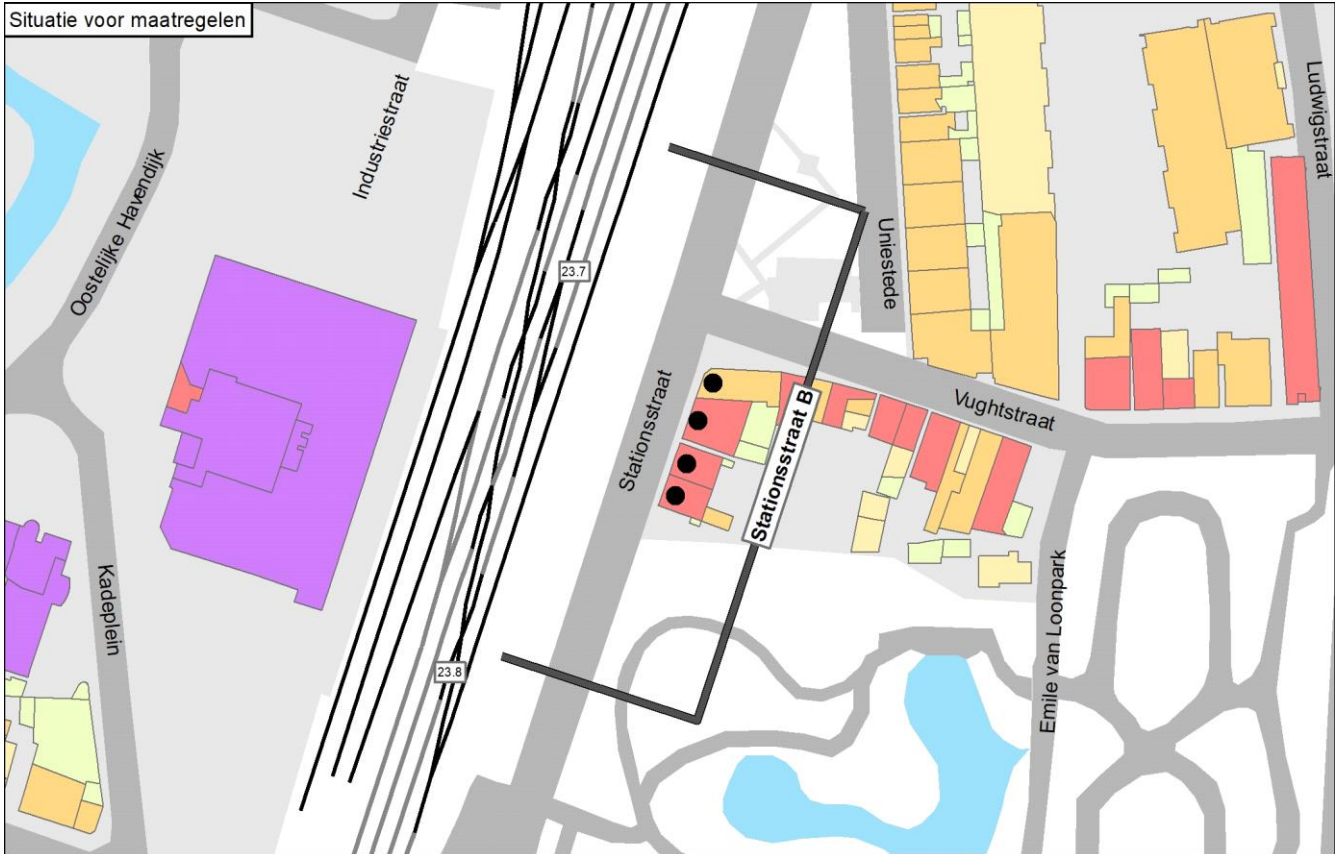 Situatie voor maatregelen
Oostelijke Havendijk
Industriestraat
Uniestede
Ludwigstraat
23.7
Stationsstraat
Stationsstraat B
Vughtstraat
Kadeplein
23.8
Emile van Loonpark